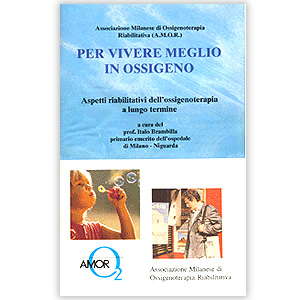 Associazione Milanese di Ossigenoterapia
Riabilitativa (A.M.O.R.)
PER VIVERE MEGLIO
IN OSSIGENO
Aspetti riabilitativi dell'ossigenoterapia
a lungo termine
a cura del
prof. Italo Brambilla
primario emerito dell'ospedale
di Milano - Niguarda
AMOR
O2
Associazione Milanese di
Ossigenoterapia Riabilitativa